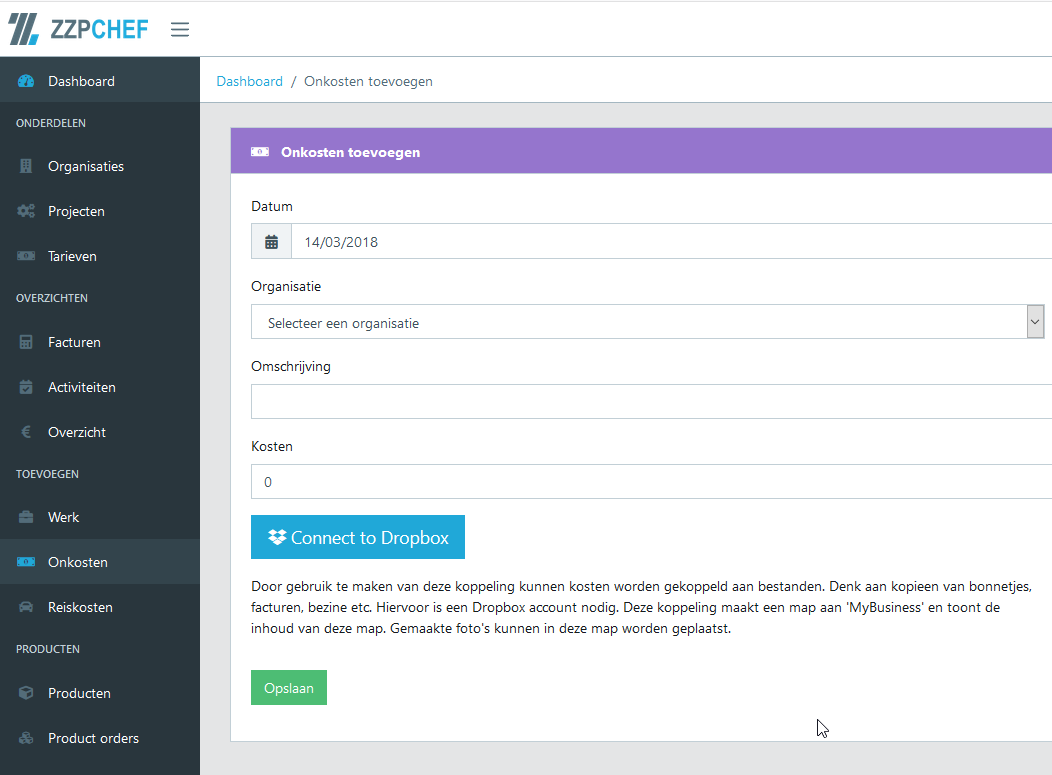 ZZPCHEF
Dashboard
Dashboard / Onkosten toevoegen
ONDERDELEN
Organisaties
Projecten
Tarieven
OVERZICHTEN
Facturen
Activiteiten
Overzicht
TOEVOEGEN
Werk
Onkosten
Reiskosten
PRODUCTEN
Producten
Product orders
Onkosten toevoegen
Datum
14/03/2018
Organisatie
Selecteer een organisatie
Omschrijving
Kosten
0
Connect to Dropbox
Door gebruik te maken van deze koppeling kunnen kosten worden gekoppeld aan bestanden. Denk aan kopieen van bonnetjes,
facturen, bezine etc. Hiervoor is een Dropbox account nodig. Deze koppeling maakt een map aan 'MyBusiness' en toont de
inhoud van deze map. Gemaakte foto's kunnen in deze map worden geplaatst.
Opslaan